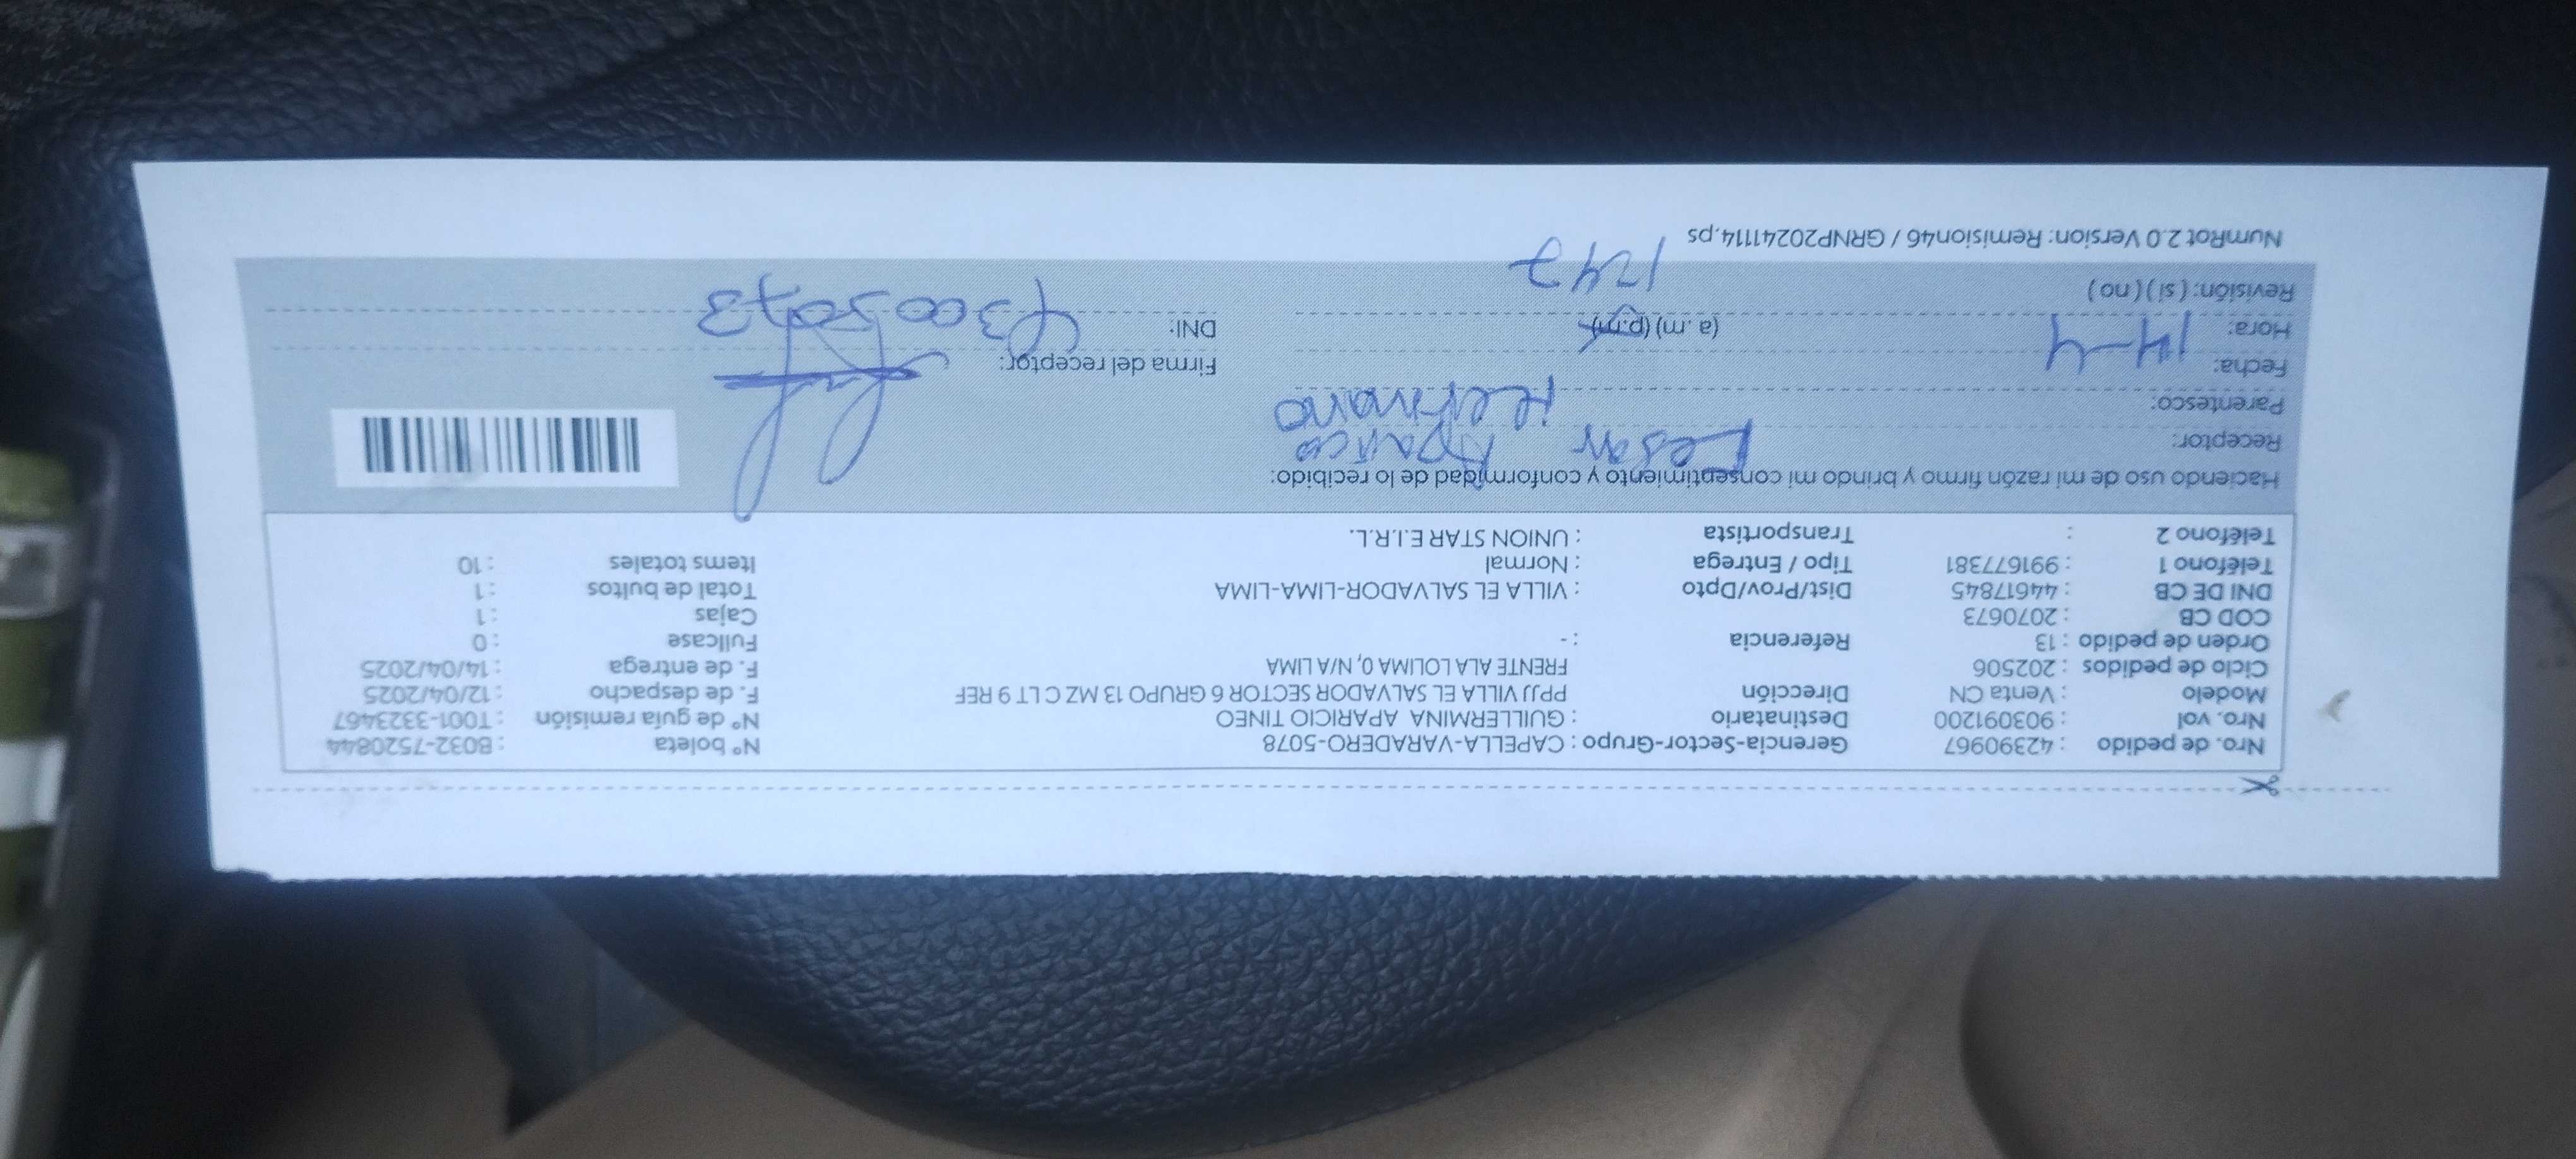 Nro. de pedido : 42390967 Gerencia-Sector-Grupo : CAPELLA-VARADERO-5078 N° boleta : B032-7520844
Nro. vol : 903091200 Destinatario : GUILLERMINA APARICIO TINEO N° de guía remisión : T001-3323467
Modelo : Venta CN Dirección PPJJ VILLA EL SALVADOR SECTOR 6 GRUPO 13 MZ C LT 9 REF F. de despacho : 12/04/2025
Ciclo de pedidos : 202506 FRENTE ALA LOLIMA 0, N/A LIMA F. de entrega : 14/04/2025
Orden de pedido : 13 Referencia : - Fullcase : 0
COD CB : 2070673 Cajas : 1
DNI DE CB : 44617845 Dist/Prov/Dpto : VILLA EL SALVADOR-LIMA-LIMA Total de bultos : 1
Teléfono 1 : 991677381 Tipo / Entrega : Normal Items totales : 10
Teléfono 2 : Transportista : UNION STAR E.I.R.L.
Haciendo uso de mi razón firmo y brindo mi consentimiento y conformidad de lo recibido:
Receptor: Cesar Aparicio
Parentesco: Hermano
Fecha: 14-4 Firma del receptor:
Hora: (a. m) (p.m) DNI: 43005073
Revisión: ( si ) ( no ) 1247
NumRot 2.0 Version: Remision46 / GRNP20241114.ps